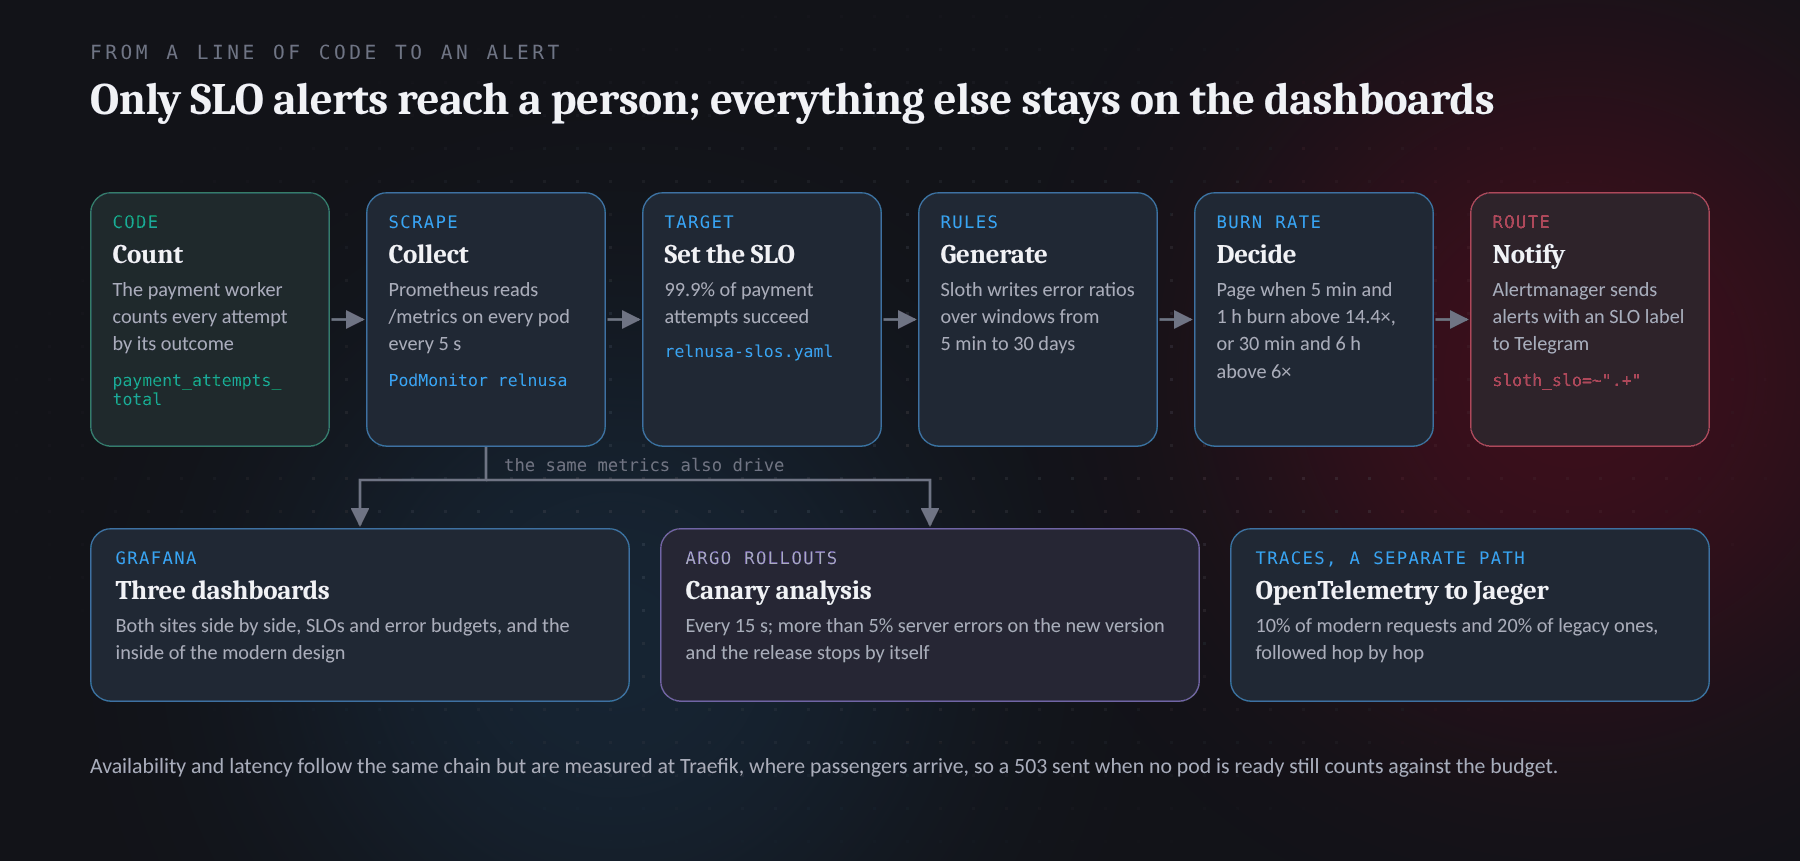 FROM A LINE OF CODE TO AN ALERT
Only SLO alerts reach a person; everything else stays on the dashboards
CODE
Count
The payment worker
counts every attempt
by its outcome
payment_attempts_
total
SCRAPE
Collect
Prometheus reads
/metrics on every pod
every 5 s
PodMonitor relnusa
TARGET
Set the SLO
99.9% of payment
attempts succeed
relnusa-slos.yaml
RULES
Generate
Sloth writes error ratios
over windows from
5 min to 30 days
BURN RATE
Decide
Page when 5 min and
1 h burn above 14.4×,
or 30 min and 6 h
above 6×
ROUTE
Notify
Alertmanager sends
alerts with an SLO label
to Telegram
sloth_slo=~".+"
the same metrics also drive
GRAFANA
Three dashboards
Both sites side by side, SLOs and error budgets, and the
inside of the modern design
ARGO ROLLOUTS
Canary analysis
Every 15 s; more than 5% server errors on the new version
and the release stops by itself
TRACES, A SEPARATE PATH
OpenTelemetry to Jaeger
10% of modern requests and 20% of legacy ones,
followed hop by hop
Availability and latency follow the same chain but are measured at Traefik, where passengers arrive, so a 503 sent when no pod is ready still counts against the budget.